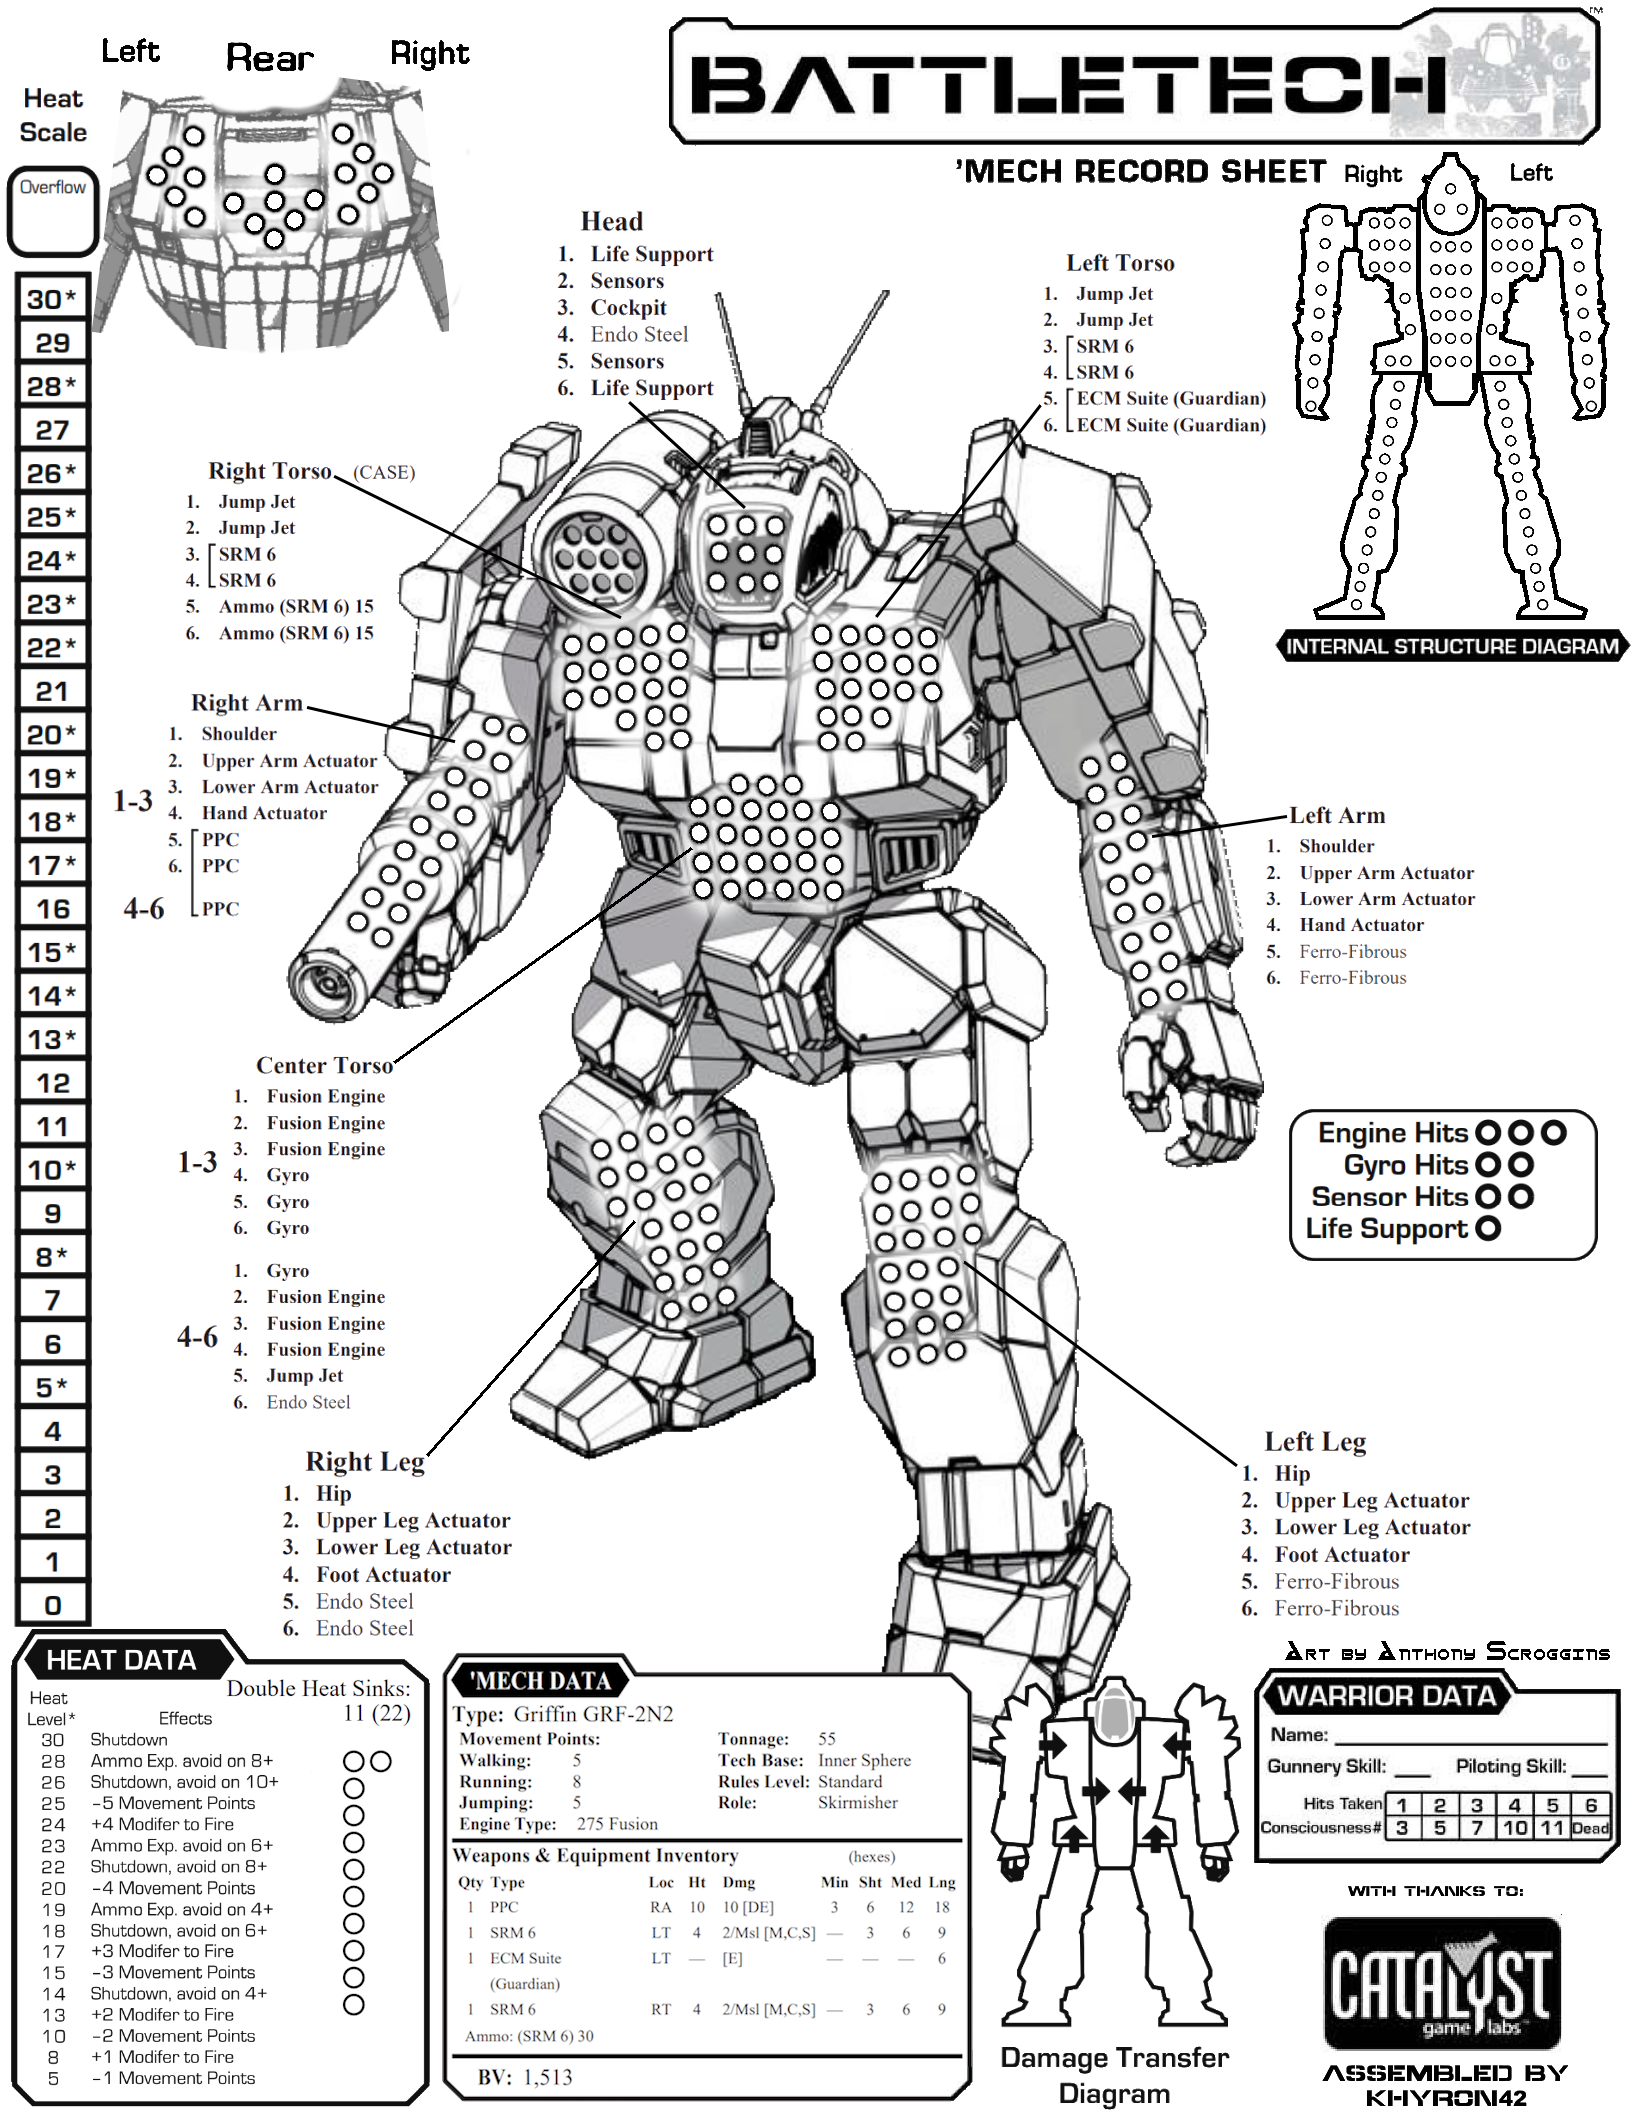 Left Rear Right
Heat
Scale
Overflow
30*
29
28*
27
26*
25*
24*
23*
22*
21
20*
19*
18*
17*
16
15*
14*
13*
12
11
10*
9
8*
7
6
5*
4
3
2
1
0
BATTLETECH
TM
'MECH RECORD SHEET
Right
Left
INTERNAL STRUCTURE DIAGRAM
Head
1. Life Support
2. Sensors
3. Cockpit
4. Endo Steel
5. Sensors
6. Life Support
Left Torso
1. Jump Jet
2. Jump Jet
3. SRM 6
4. SRM 6
5. ECM Suite (Guardian)
6. ECM Suite (Guardian)
Right Torso (CASE)
1. Jump Jet
2. Jump Jet
3. SRM 6
4. SRM 6
5. Ammo (SRM 6) 15
6. Ammo (SRM 6) 15
Right Arm
1. Shoulder
2. Upper Arm Actuator
1-3
3. Lower Arm Actuator
4. Hand Actuator
5. PPC
6. PPC
4-6
PPC
Left Arm
1. Shoulder
2. Upper Arm Actuator
3. Lower Arm Actuator
4. Hand Actuator
5. Ferro-Fibrous
6. Ferro-Fibrous
Center Torso
1. Fusion Engine
2. Fusion Engine
1-3
3. Fusion Engine
4. Gyro
5. Gyro
6. Gyro
1. Gyro
2. Fusion Engine
4-6
3. Fusion Engine
4. Fusion Engine
5. Jump Jet
6. Endo Steel
Engine Hits
Gyro Hits
Sensor Hits
Life Support
Right Leg
1. Hip
2. Upper Leg Actuator
3. Lower Leg Actuator
4. Foot Actuator
5. Endo Steel
6. Endo Steel
Left Leg
1. Hip
2. Upper Leg Actuator
3. Lower Leg Actuator
4. Foot Actuator
5. Ferro-Fibrous
6. Ferro-Fibrous
HEAT DATA
Double Heat Sinks:
11 (22)
Heat
Level* Effects
30 Shutdown
28 Ammo Exp. avoid on 8+
26 Shutdown, avoid on 10+
25 -5 Movement Points
24 +4 Modifer to Fire
23 Ammo Exp. avoid on 6+
22 Shutdown, avoid on 8+
20 -4 Movement Points
19 Ammo Exp. avoid on 4+
18 Shutdown, avoid on 6+
17 +3 Modifer to Fire
15 -3 Movement Points
14 Shutdown, avoid on 4+
13 +2 Modifer to Fire
10 -2 Movement Points
8 +1 Modifer to Fire
5 -1 Movement Points
'MECH DATA
Type: Griffin GRF-2N2
Movement Points: Tonnage: 55
Walking: 5 Tech Base: Inner Sphere
Running: 8 Rules Level: Standard
Jumping: 5 Role: Skirmisher
Engine Type: 275 Fusion
Weapons & Equipment Inventory (hexes)
Qty Type Loc Ht Dmg Min Sht Med Lng
1 PPC RA 10 10 [DE] 3 6 12 18
1 SRM 6 LT 4 2/Msl [M,C,S] — 3 6 9
1 ECM Suite LT — [E] — — — 6
(Guardian)
1 SRM 6 RT 4 2/Msl [M,C,S] — 3 6 9
Ammo: (SRM 6) 30
BV: 1,513
Damage Transfer
Diagram
Art by Anthony Scroggins
WARRIOR DATA
Name:
Gunnery Skill: Piloting Skill:
Hits Taken 1 2 3 4 5 6
Consciousness# 3 5 7 10 11 Dead
WITH THANKS TO:
CATALYST
game labs
ASSEMBLED BY
KHYRON42